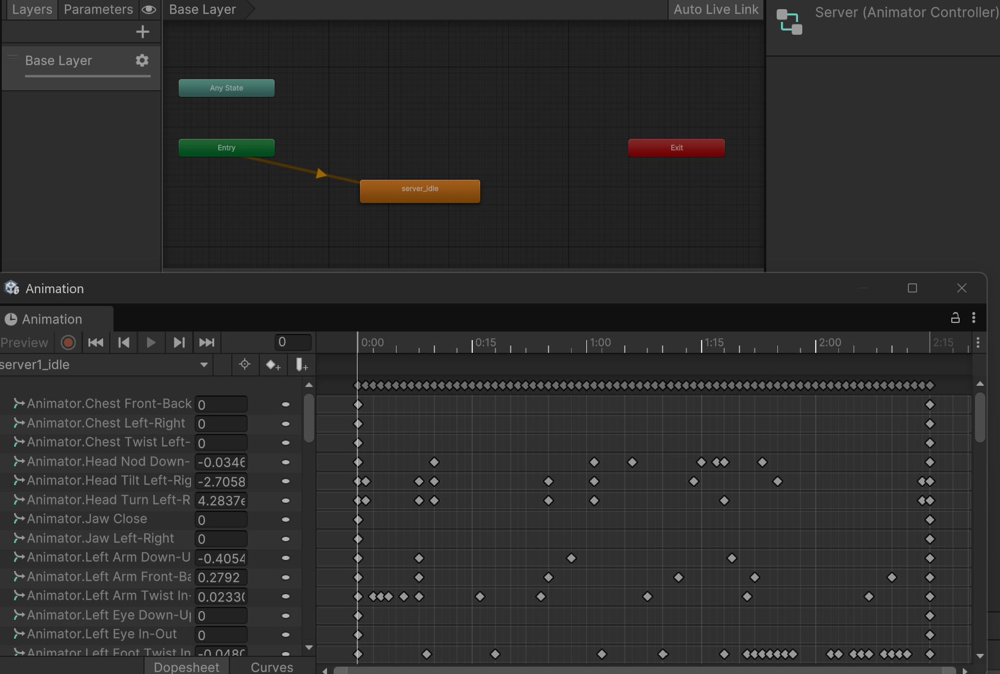 Layers
Parameters
Base Layer
Auto Live Link
Server (Animator Controller)
Base Layer
Any State
Entry
Exit
server_idle
Animation
Animation
Preview
0
0:00
0:15
1:00
1:15
2:00
2:15
server1_idle
Animator.Chest Front-Back 0
Animator.Chest Left-Right 0
Animator.Chest Twist Left- 0
Animator.Head Nod Down- -0.0346
Animator.Head Tilt Left-Rig -2.7058
Animator.Head Turn Left-R 4.2837e
Animator.Jaw Close 0
Animator.Jaw Left-Right 0
Animator.Left Arm Down-U -0.4054
Animator.Left Arm Front-Ba 0.2792
Animator.Left Arm Twist In- 0.0233(
Animator.Left Eye Down-Up 0
Animator.Left Eye In-Out 0
Animator.Left Foot Twist In -0.048
Dopesheet
Curves